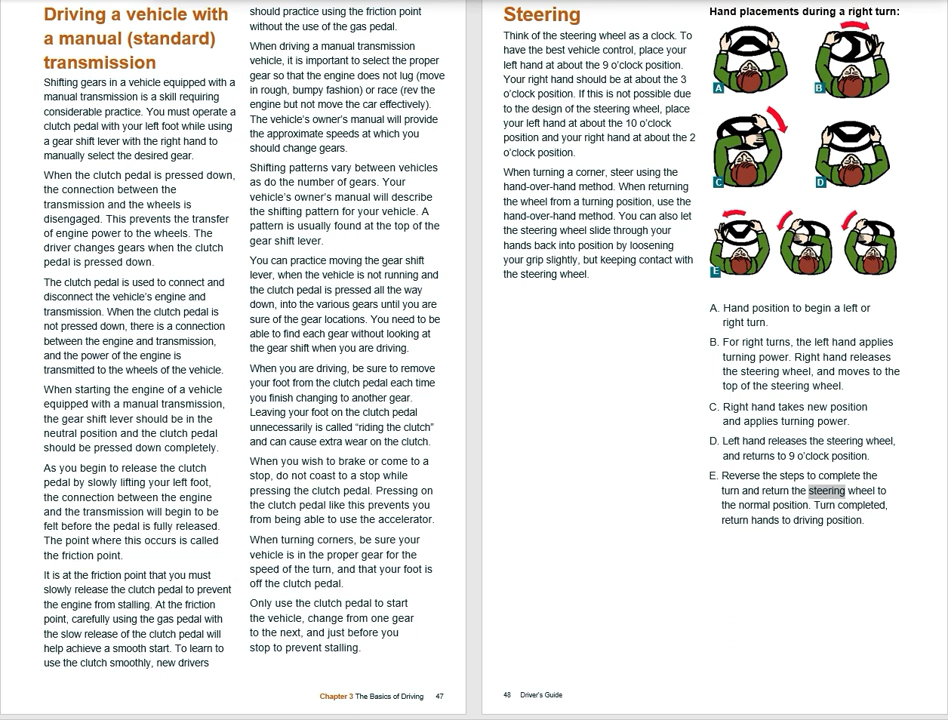 Driving a vehicle with
a manual (standard)
transmission
Shifting gears in a vehicle equipped with a
manual transmission is a skill requiring
considerable practice. You must operate a
clutch pedal with your left foot while using
a gear shift lever with the right hand to
manually select the desired gear.
When the clutch pedal is pressed down,
the connection between the
transmission and the wheels is
disengaged. This prevents the transfer
of engine power to the wheels. The
driver changes gears when the clutch
pedal is pressed down.
The clutch pedal is used to connect and
disconnect the vehicle's engine and
transmission. When the clutch pedal is
not pressed down, there is a connection
between the engine and transmission,
and the power of the engine is
transmitted to the wheels of the vehicle.
When starting the engine of a vehicle
equipped with a manual transmission,
the gear shift lever should be in the
neutral position and the clutch pedal
should be pressed down completely.
As you begin to release the clutch
pedal by slowly lifting your left foot,
the connection between the engine
and the transmission will begin to be
felt before the pedal is fully released.
The point where this occurs is called
the friction point.
It is at the friction point that you must
slowly release the clutch pedal to prevent
the engine from stalling. At the friction
point, carefully using the gas pedal with
the slow release of the clutch pedal will
help achieve a smooth start. To learn to
use the clutch smoothly, new drivers
should practice using the friction point
without the use of the gas pedal.
When driving a manual transmission
vehicle, it is important to select the proper
gear so that the engine does not lug (move
in rough, bumpy fashion) or race (rev the
engine but not move the car effectively).
The vehicle's owner's manual will provide
the approximate speeds at which you
should change gears.
Shifting patterns vary between vehicles
as do the number of gears. Your
vehicle's owner's manual will describe
the shifting pattern for your vehicle. A
pattern is usually found at the top of the
gear shift lever.
You can practice moving the gear shift
lever, when the vehicle is not running and
the clutch pedal is pressed all the way
down, into the various gears until you are
sure of the gear locations. You need to be
able to find each gear without looking at
the gear shift when you are driving.
When you are driving, be sure to remove
your foot from the clutch pedal each time
you finish changing to another gear.
Leaving your foot on the clutch pedal
unnecessarily is called "riding the clutch"
and can cause extra wear on the clutch.
When you wish to brake or come to a
stop, do not coast to a stop while
pressing the clutch pedal. Pressing on
the clutch pedal like this prevents you
from being able to use the accelerator.
When turning corners, be sure your
vehicle is in the proper gear for the
speed of the turn, and that your foot is
off the clutch pedal.
Only use the clutch pedal to start
the vehicle, change from one gear
to the next, and just before you
stop to prevent stalling.
Chapter 3 The Basics of Driving 47
Steering
Think of the steering wheel as a clock. To
have the best vehicle control, place your
left hand at about the 9 o'clock position.
Your right hand should be at about the 3
o'clock position. If this is not possible due
to the design of the steering wheel, place
your left hand at about the 10 o'clock
position and your right hand at about the 2
o'clock position.
When turning a corner, steer using the
hand-over-hand method. When returning
the wheel from a turning position, use the
hand-over-hand method. You can also let
the steering wheel slide through your
hands back into position by loosening
your grip slightly, but keeping contact with
the steering wheel.
Hand placements during a right turn:
A
B
C
D
E
A. Hand position to begin a left or
right turn.
B. For right turns, the left hand applies
turning power. Right hand releases
the steering wheel, and moves to the
top of the steering wheel.
C. Right hand takes new position
and applies turning power.
D. Left hand releases the steering wheel,
and returns to 9 o'clock position.
E. Reverse the steps to complete the
turn and return the steering wheel to
the normal position. Turn completed,
return hands to driving position.
48 Driver's Guide